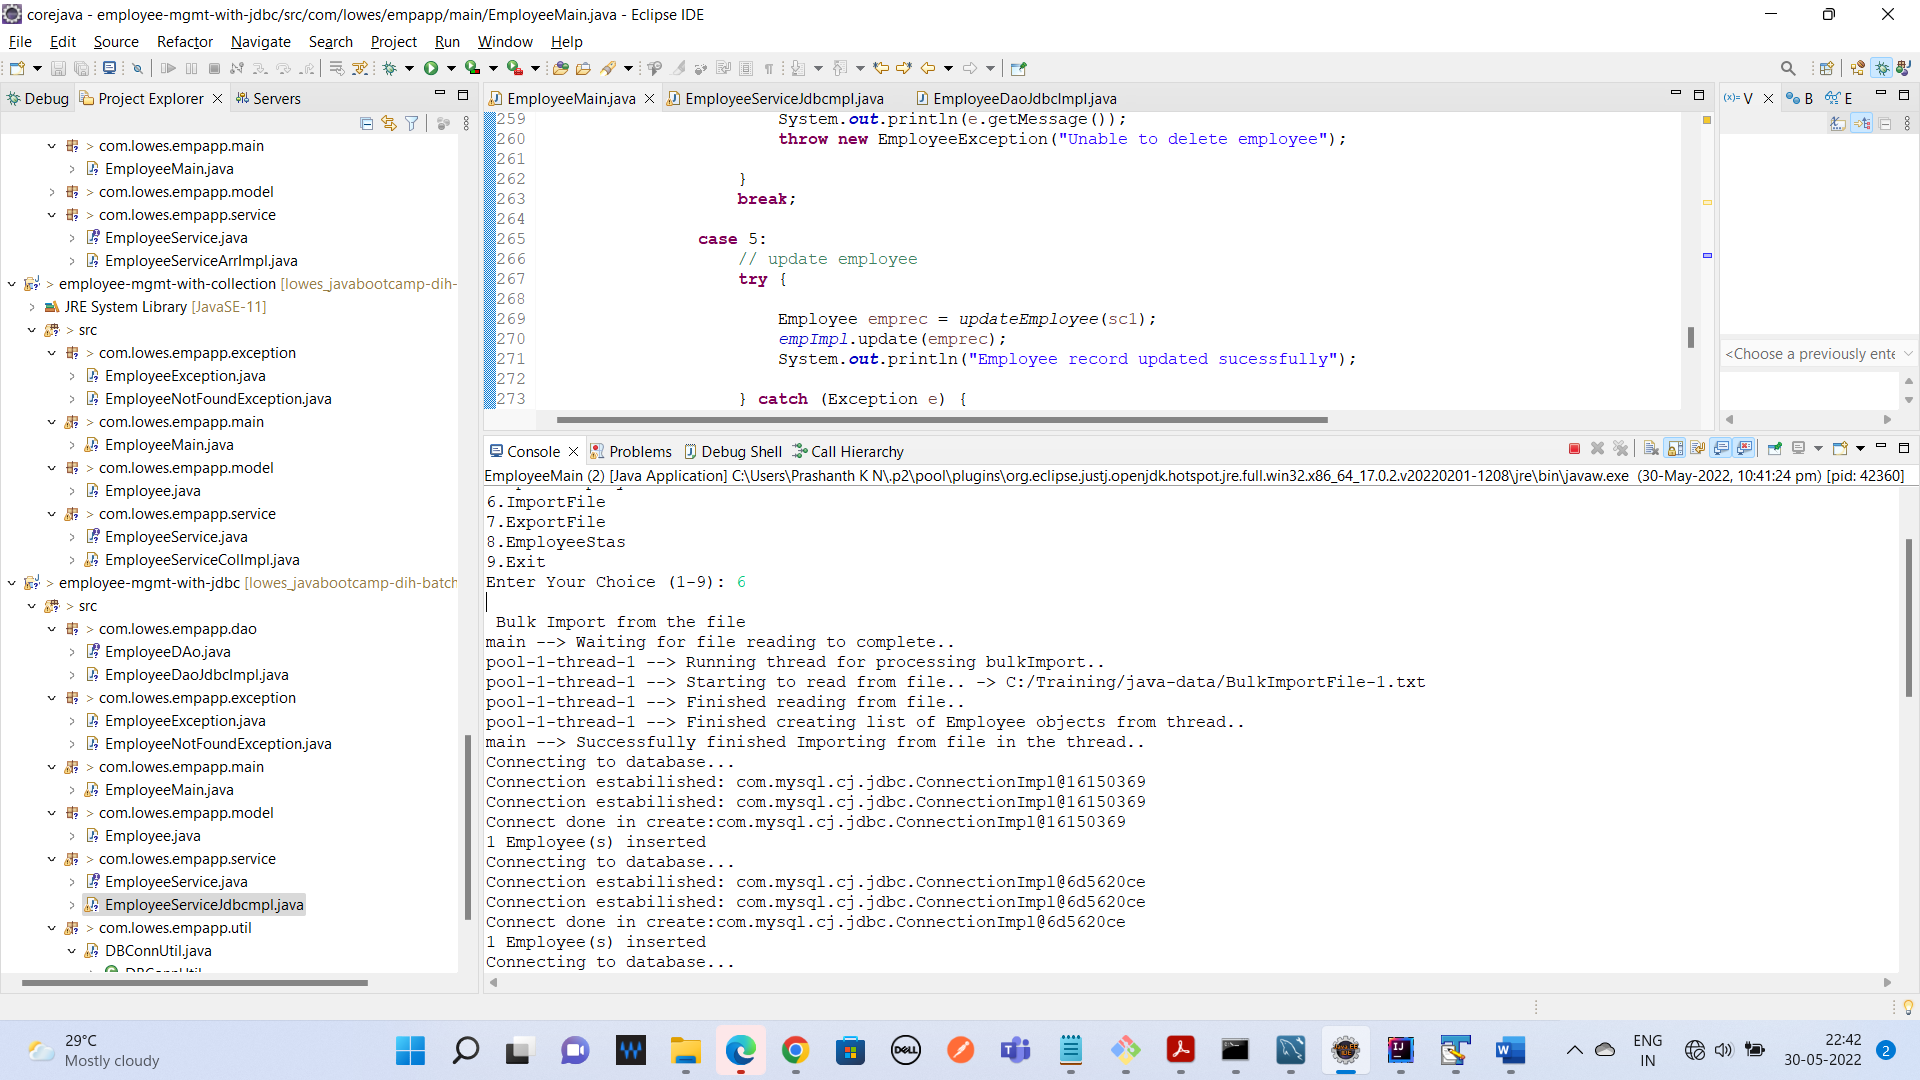 corejava - employee-mgmt-with-jdbc/src/com/lowes/empapp/main/EmployeeMain.java - Eclipse IDE
File Edit Source Refactor Navigate Search Project Run Window Help
Debug Project Explorer Servers
> com.lowes.empapp.main
EmployeeMain.java
> com.lowes.empapp.model
> com.lowes.empapp.service
EmployeeService.java
EmployeeServiceArrImpl.java
> employee-mgmt-with-collection [lowes_javabootcamp-dih-
JRE System Library [JavaSE-11]
> src
> com.lowes.empapp.exception
EmployeeException.java
EmployeeNotFoundException.java
> com.lowes.empapp.main
EmployeeMain.java
> com.lowes.empapp.model
Employee.java
> com.lowes.empapp.service
EmployeeService.java
EmployeeServiceColImpl.java
> employee-mgmt-with-jdbc [lowes_javabootcamp-dih-batch
> src
> com.lowes.empapp.dao
EmployeeDAo.java
EmployeeDaoJdbcImpl.java
> com.lowes.empapp.exception
EmployeeException.java
EmployeeNotFoundException.java
> com.lowes.empapp.main
EmployeeMain.java
> com.lowes.empapp.model
Employee.java
> com.lowes.empapp.service
EmployeeService.java
EmployeeServiceJdbcmpl.java
> com.lowes.empapp.util
DBConnUtil.java
DBConnUtil
EmployeeMain.java EmployeeServiceJdbcmpl.java EmployeeDaoJdbcImpl.java
259 System.out.println(e.getMessage());
260 throw new EmployeeException("Unable to delete employee");
261
262 }
263 break;
264
265 case 5:
266 // update employee
267 try {
268
269 Employee emprec = updateEmployee(sc1);
270 empImpl.update(emprec);
271 System.out.println("Employee record updated sucessfully");
272
273 } catch (Exception e) {
(x)= V B E
<Choose a previously ente
Console Problems Debug Shell Call Hierarchy
EmployeeMain (2) [Java Application] C:\Users\Prashanth K N\.p2\pool\plugins\org.eclipse.justj.openjdk.hotspot.jre.full.win32.x86_64_17.0.2.v20220201-1208\jre\bin\javaw.exe (30-May-2022, 10:41:24 pm) [pid: 42360]
6.ImportFile
7.ExportFile
8.EmployeeStas
9.Exit
Enter Your Choice (1-9): 6
Bulk Import from the file
main --> Waiting for file reading to complete..
pool-1-thread-1 --> Running thread for processing bulkImport..
pool-1-thread-1 --> Starting to read from file.. -> C:/Training/java-data/BulkImportFile-1.txt
pool-1-thread-1 --> Finished reading from file..
pool-1-thread-1 --> Finished creating list of Employee objects from thread..
main --> Successfully finished Importing from file in the thread..
Connecting to database...
Connection estabilished: com.mysql.cj.jdbc.ConnectionImpl@16150369
Connection estabilished: com.mysql.cj.jdbc.ConnectionImpl@16150369
Connect done in create:com.mysql.cj.jdbc.ConnectionImpl@16150369
1 Employee(s) inserted
Connecting to database...
Connection estabilished: com.mysql.cj.jdbc.ConnectionImpl@6d5620ce
Connection estabilished: com.mysql.cj.jdbc.ConnectionImpl@6d5620ce
Connect done in create:com.mysql.cj.jdbc.ConnectionImpl@6d5620ce
1 Employee(s) inserted
Connecting to database...
29°C
Mostly cloudy
DELL
ENG
IN
22:42
30-05-2022
2